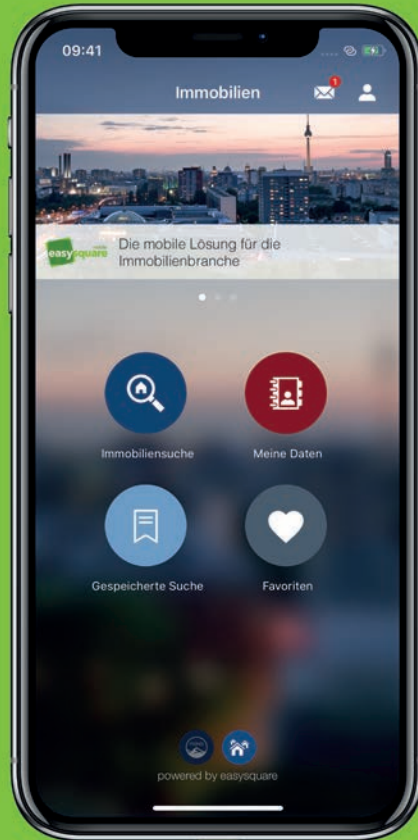 09:41
Immobilien
1
easysquare
mobile
Die mobile Lösung für die
Immobilienbranche
Immobiliensuche
Meine Daten
Gespeicherte Suche
Favoriten
powered by easysquare